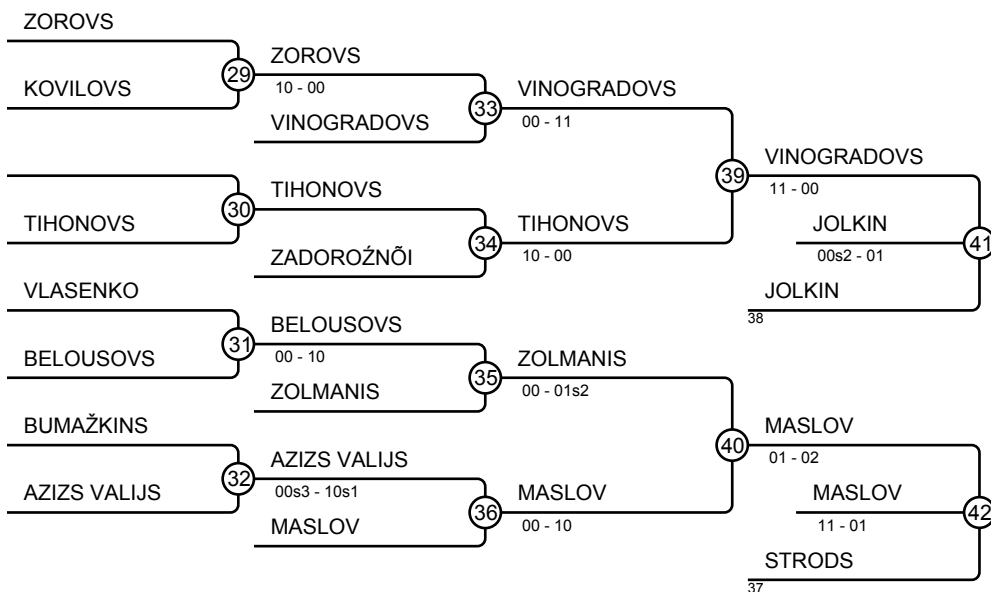 ZOROVS
KOVILOVS
29
ZOROVS
10 - 00
VINOGRADOVS
33
VINOGRADOVS
00 - 11
TIHONOVS
30
TIHONOVS
ZADOROŹNÕI
34
TIHONOVS
10 - 00
39
VINOGRADOVS
11 - 00
JOLKIN
00s2 - 01
JOLKIN
38
41
VLASENKO
BELOUSOVS
31
BELOUSOVS
00 - 10
ZOLMANIS
35
ZOLMANIS
00 - 01s2
BUMAŽKINS
AZIZS VALIJS
32
AZIZS VALIJS
00s3 - 10s1
MASLOV
36
MASLOV
00 - 10
40
MASLOV
01 - 02
MASLOV
11 - 01
STRODS
37
42